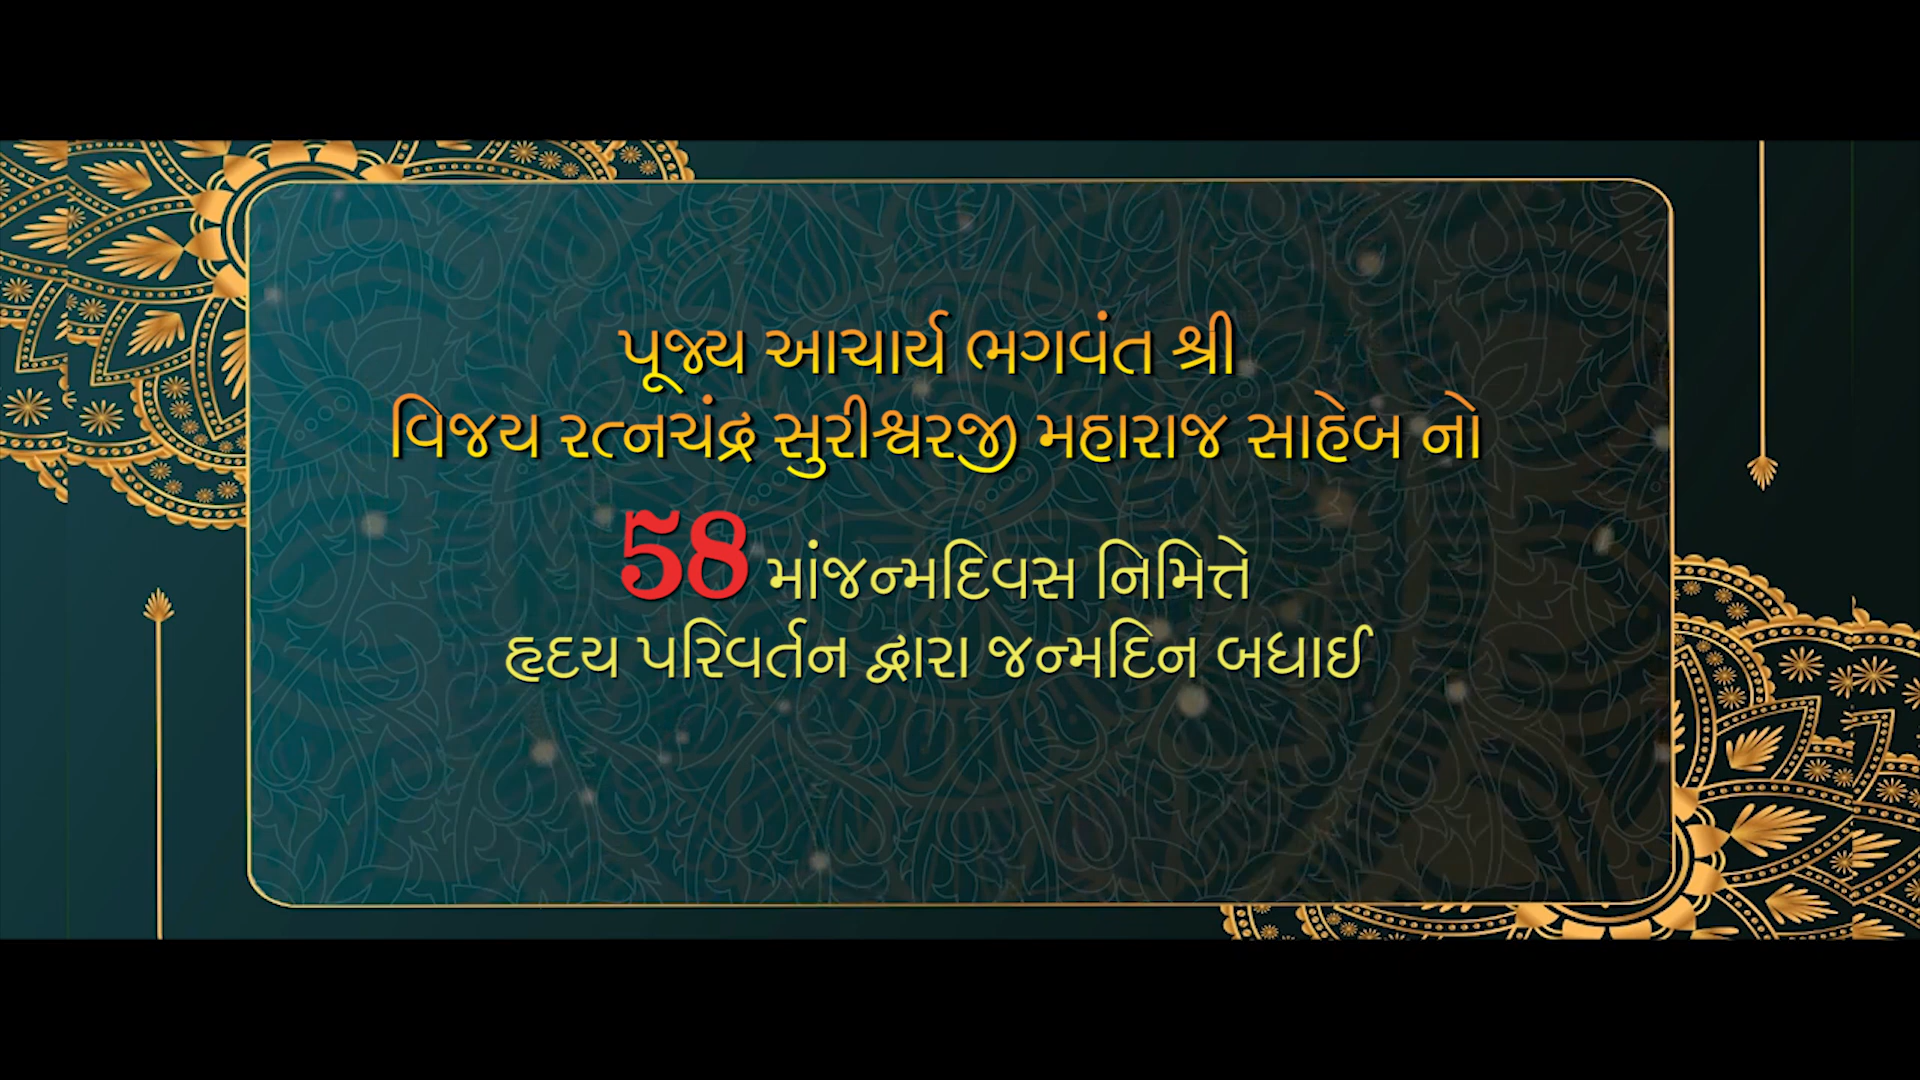 પૂજ્ય આચાર્ય ભગવંત શ્રી
વિજય રત્નચંદ્ર સુરીશ્વરજી મહારાજ સાહેબ નો
58 માંજન્મદિવસ નિમિત્તે
હૃદય પરિવર્તન દ્વારા જન્મદિન બધાઈ